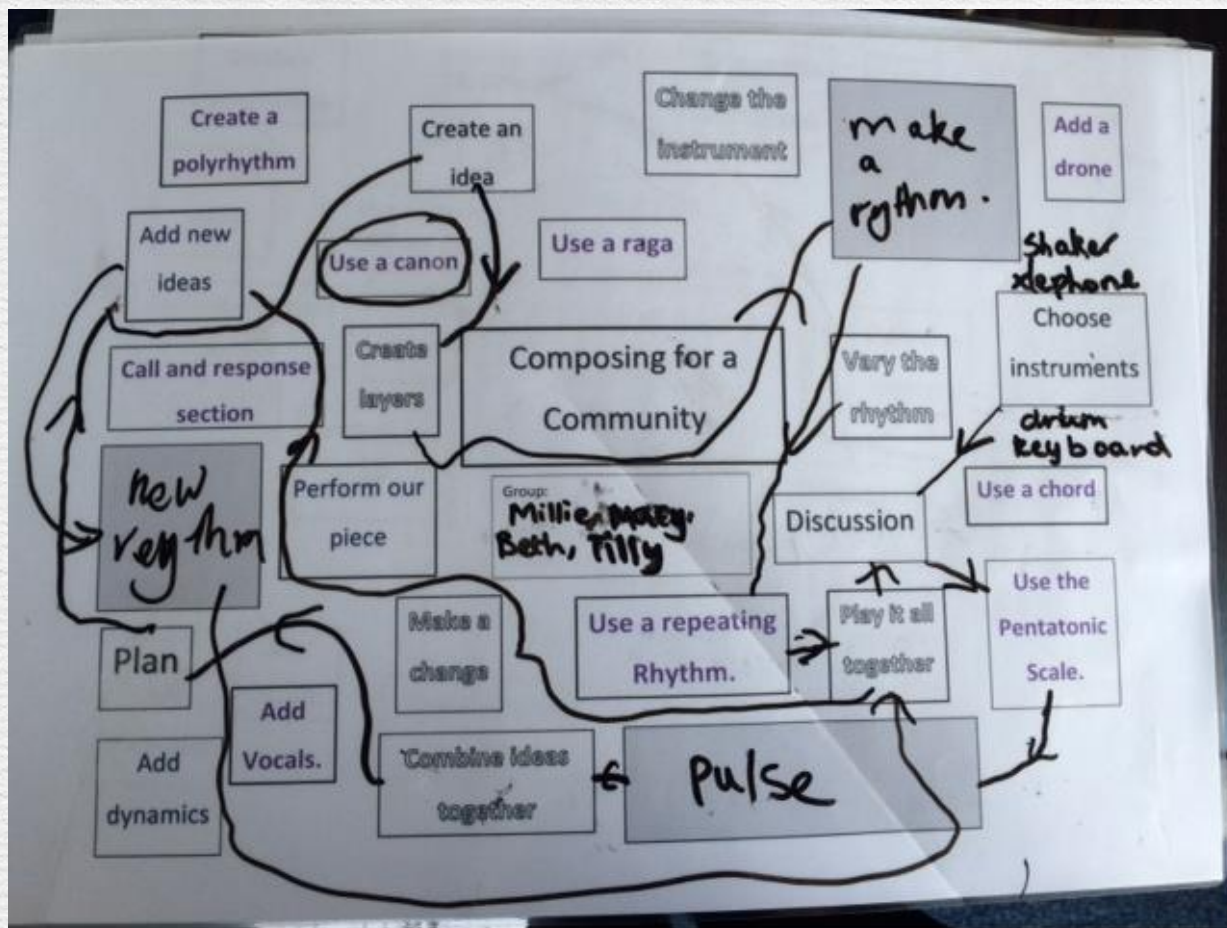 Create a
polyrhythm
Create an
idea
Change the
instrument
make
a
rythm.
Add a
drone
Add new
ideas
Use a canon
Use a raga
shaker
Choose
instruments
drum
keyboard
Call and response
section
Create
layers
Composing for a
Community
Vary the
rhythm
new
reythm
Perform our
piece
Group:
Millie,
Beth, Tilly
Discussion
Use a chord
Plan
Make a
change
Use a repeating
Rhythm.
Play it all
together
Use the
Pentatonic
Scale.
Add
Vocals.
Add
dynamics
Combine ideas
together
pulse